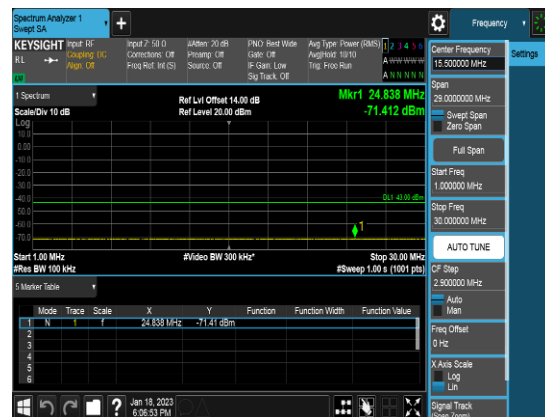 Spectrum Analyzer 1
Swept SA
+
Frequency
KEYSIGHT
Input: RF
Input Z: 50 Ω
#Atten: 20 dB
PNO: Best Wide
Avg Type: Power (RMS)
1 2 3 4 5 6
RL
Coupling: DC
Corrections: Off
Preamp: Off
Gate: Off
Avg|Hold: 10/10
Align: Off
Freq Ref: Int (S)
Source: Off
IF Gain: Low
Trig: Free Run
A W W W W W
Sig Track: Off
A N N N N N
Center Frequency
15.500000 MHz
Settings
Span
29.0000000 MHz
Swept Span
Zero Span
Full Span
Start Freq
1.000000 MHz
Stop Freq
30.000000 MHz
AUTO TUNE
CF Step
2.900000 MHz
Auto
Man
Freq Offset
0 Hz
X Axis Scale
Log
Lin
Signal Track
(Span Zoom)
1 Spectrum
Ref Lvl Offset 14.00 dB
Mkr1 24.838 MHz
Scale/Div 10 dB
Ref Level 20.00 dBm
-71.412 dBm
Log
10.0
0.00
-10.0
-20.0
-30.0
-40.0
DL1 -43.00 dBm
-50.0
-60.0
1
-70.0
Start 1.00 MHz
#Video BW 300 kHz*
Stop 30.00 MHz
#Res BW 100 kHz
#Sweep 1.00 s (1001 pts)
5 Marker Table
Mode Trace Scale X Y Function Function Width Function Value
1 N 1 f 24.838 MHz -71.41 dBm
2
3
4
5
6
?
Jan 18, 2023
6:06:53 PM